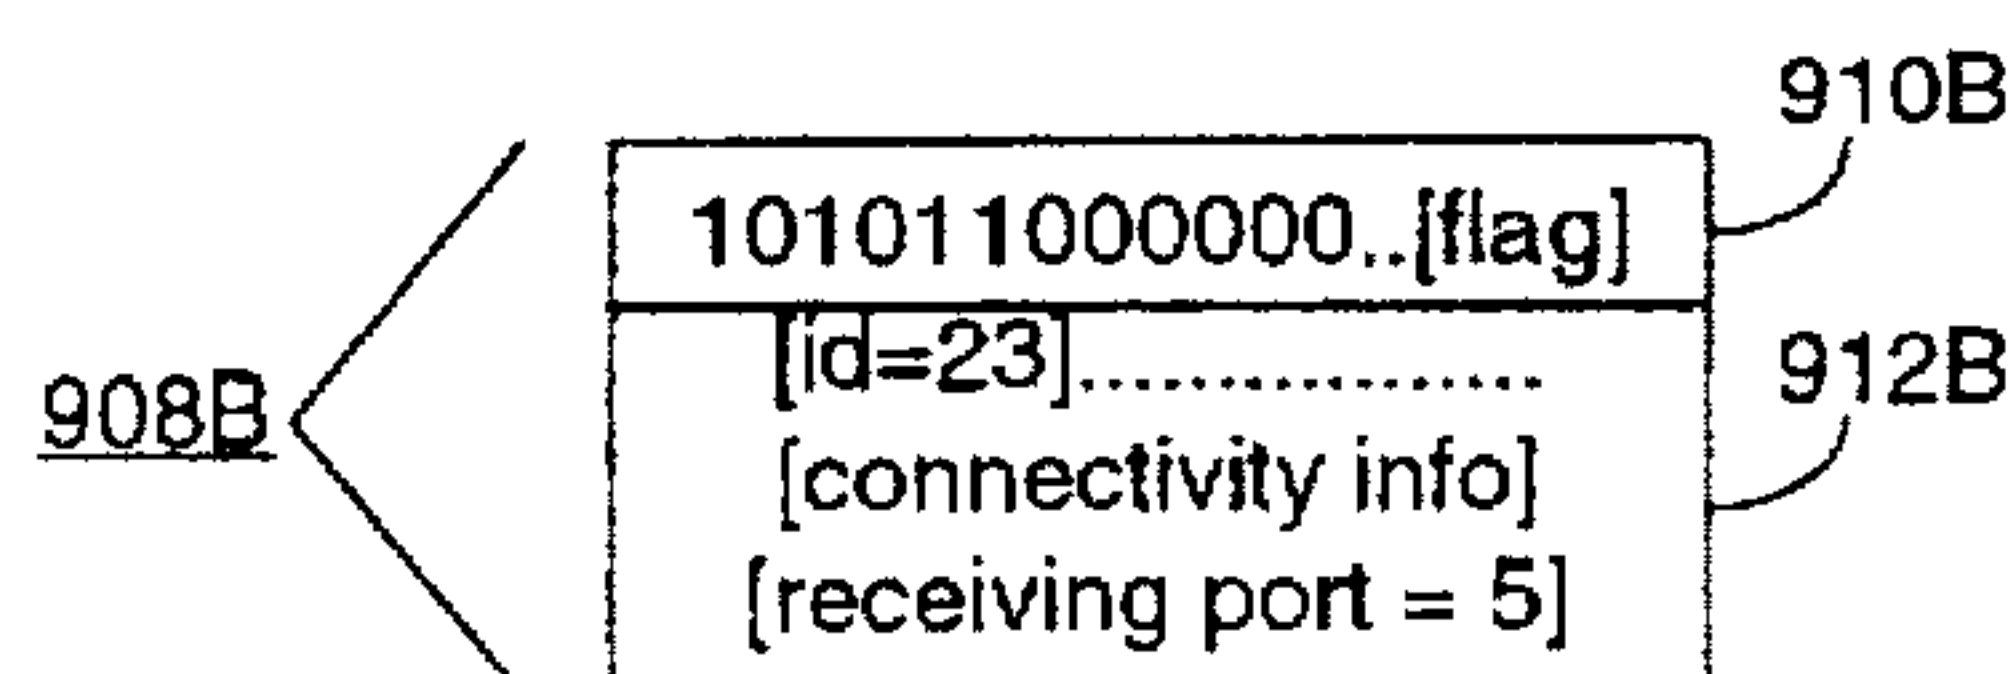 910B
101011000000..[flag]
[id=23].................
912B
908B
[connectivity info]
[receiving port = 5]